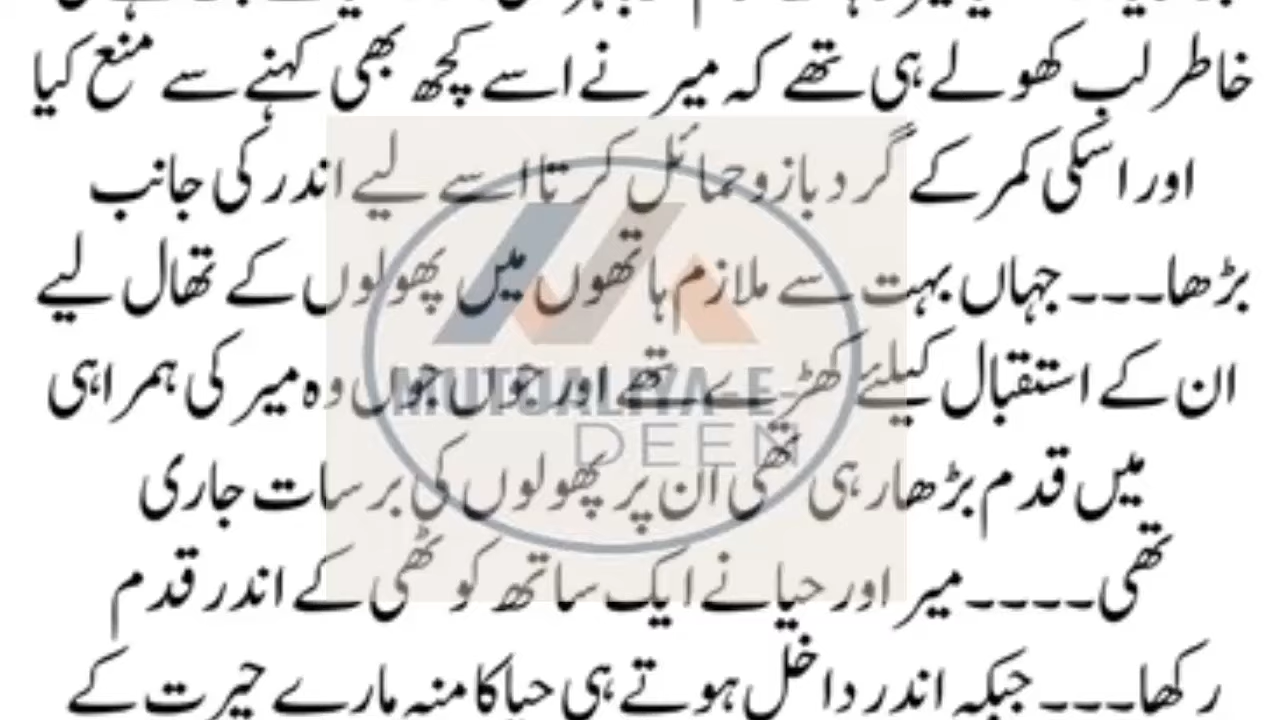 خاطر لب کھولے ہی تھے کہ میر نے اسے کچھ بھی کہنے سے منع کیا
اور اسکی کمر کے گرد بازو حمائل کرتا اسے لیے اندر کی جانب
بڑھا۔۔۔ جہاں بہت سے ملازم ہاتھوں میں پھولوں کے تھال لیے
ان کے استقبال کیلئے کھڑے تھے اور جوں جوں وہ میر کی ہمراہی
MUTUALIYA-E-
DEEN
میں قدم بڑھا رہی تھی ان پر پھولوں کی برسات جاری
تھی۔۔۔۔ میر اور حیا نے ایک ساتھ کوٹھی کے اندر قدم
رکھا۔۔۔ جبکہ اندر داخل ہوتے ہی حیا کا منہ مارے حیرت کے